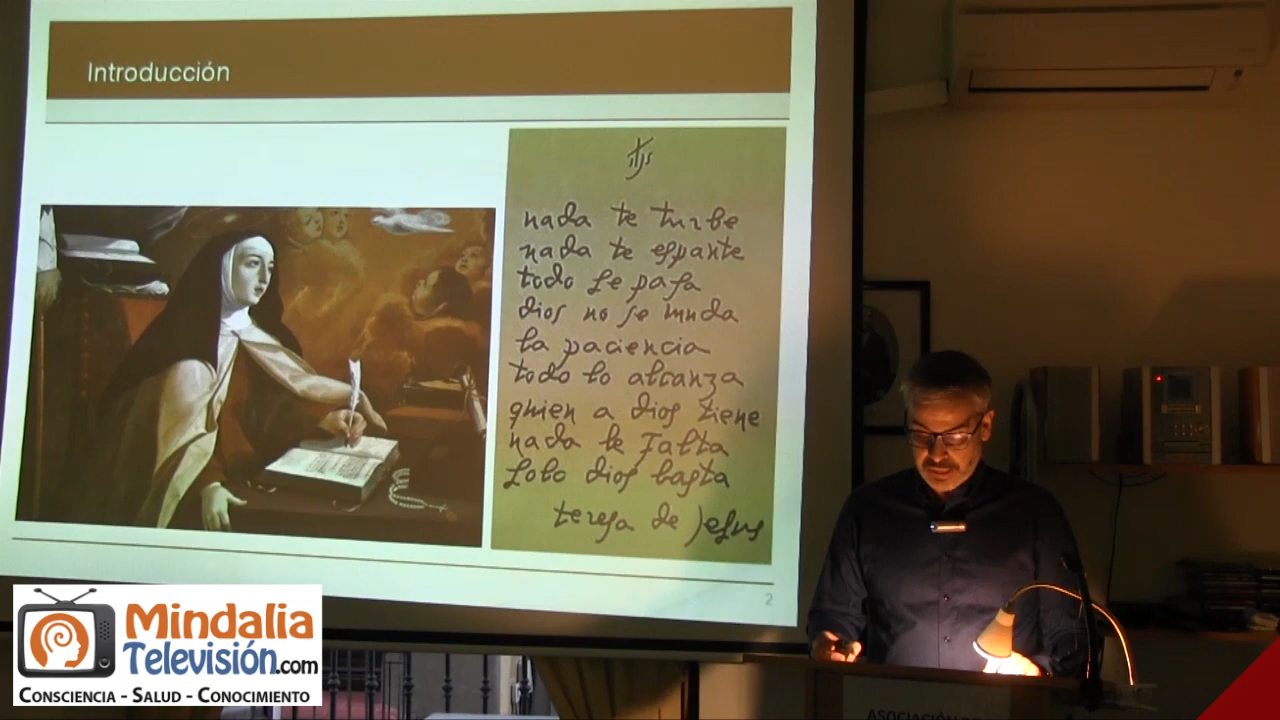 Introducción
ihs
nada te turbe
nada te espante
todo se pasa
dios no se muda
la paciencia
todo lo alcanza
quien a dios tiene
nada le falta
solo dios basta
teresa de jesus
2
Mindalia
Televisión.com
CONSCIENCIA - SALUD - CONOCIMIENTO
ASOCIACIÓN